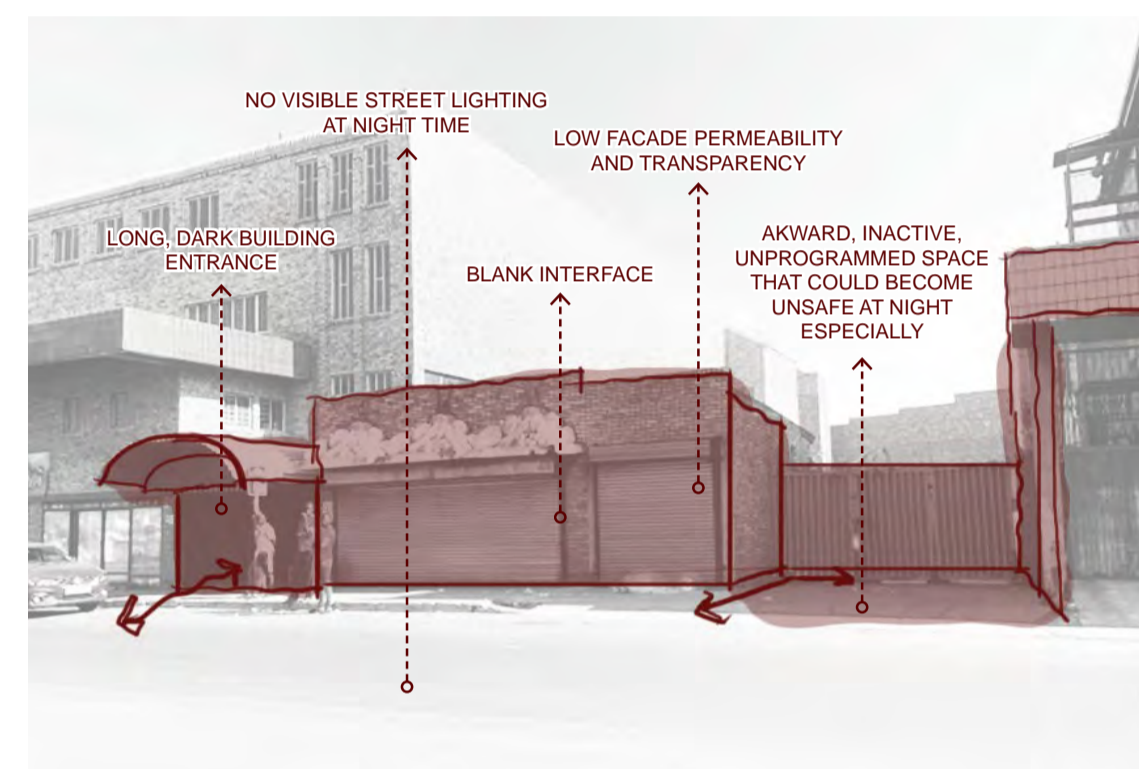 NO VISIBLE STREET LIGHTING
AT NIGHT TIME
LOW FACADE PERMEABILITY
AND TRANSPARENCY
LONG, DARK BUILDING
ENTRANCE
BLANK INTERFACE
AKWARD, INACTIVE,
UNPROGRAMMED SPACE
THAT COULD BECOME
UNSAFE AT NIGHT
ESPECIALLY